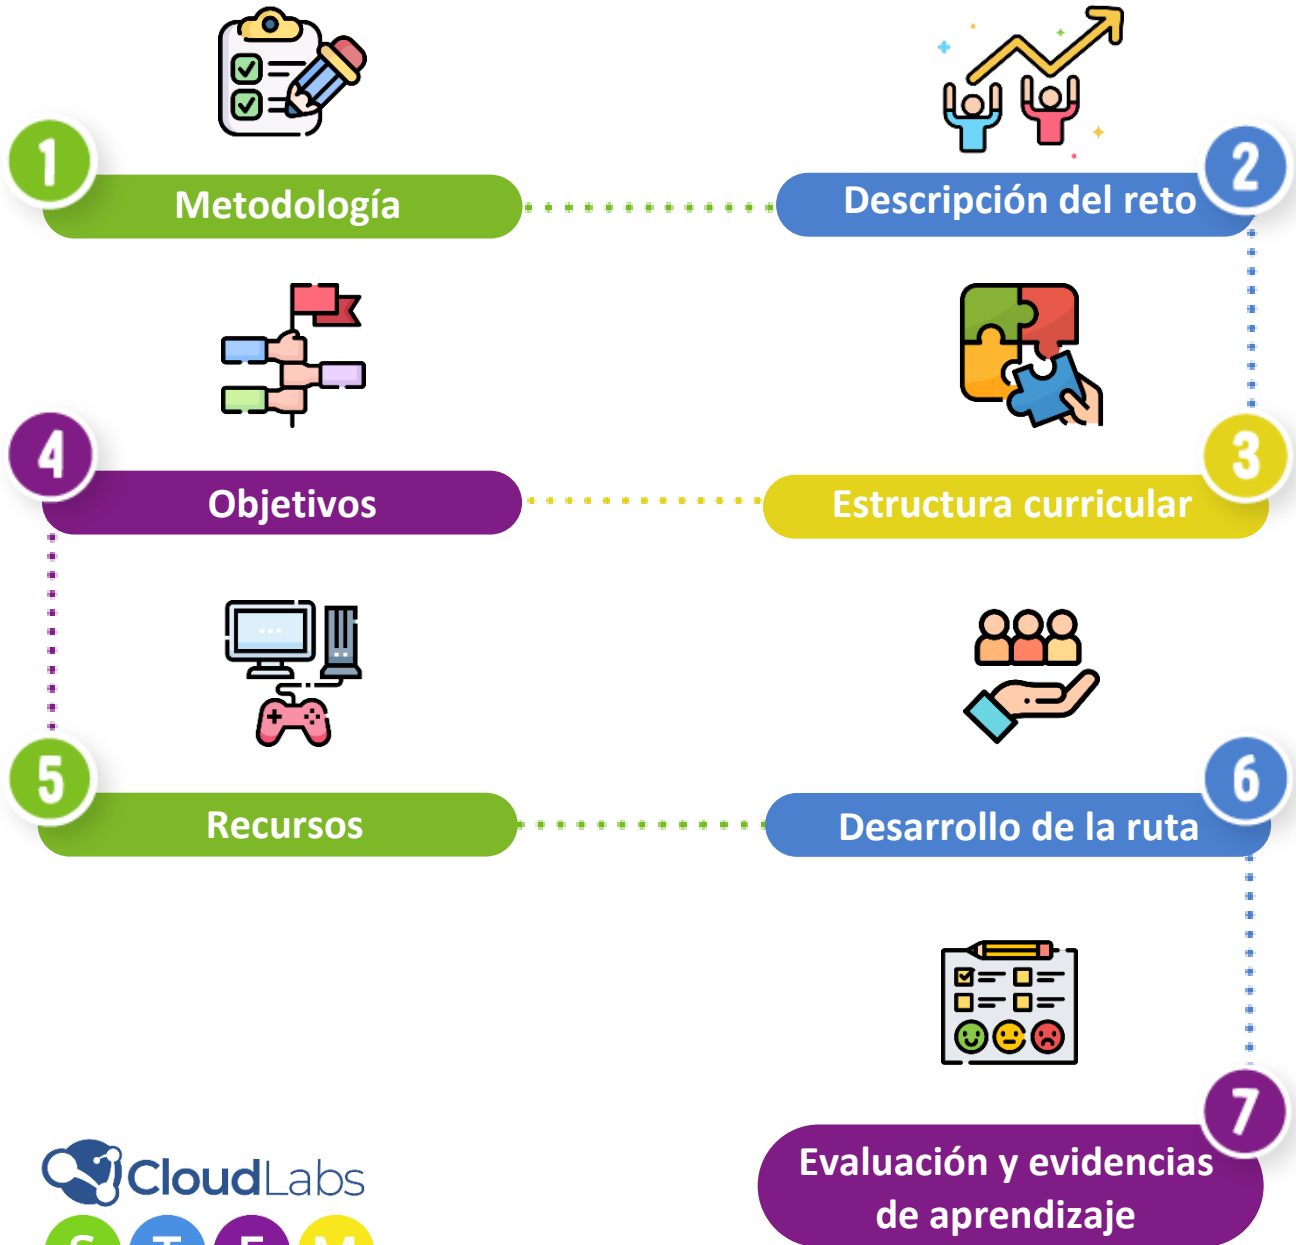 1
Metodología
2
Descripción del reto
3
Estructura curricular
4
Objetivos
5
Recursos
6
Desarrollo de la ruta
7
Evaluación y evidencias
de aprendizaje
CloudLabs
S T E M